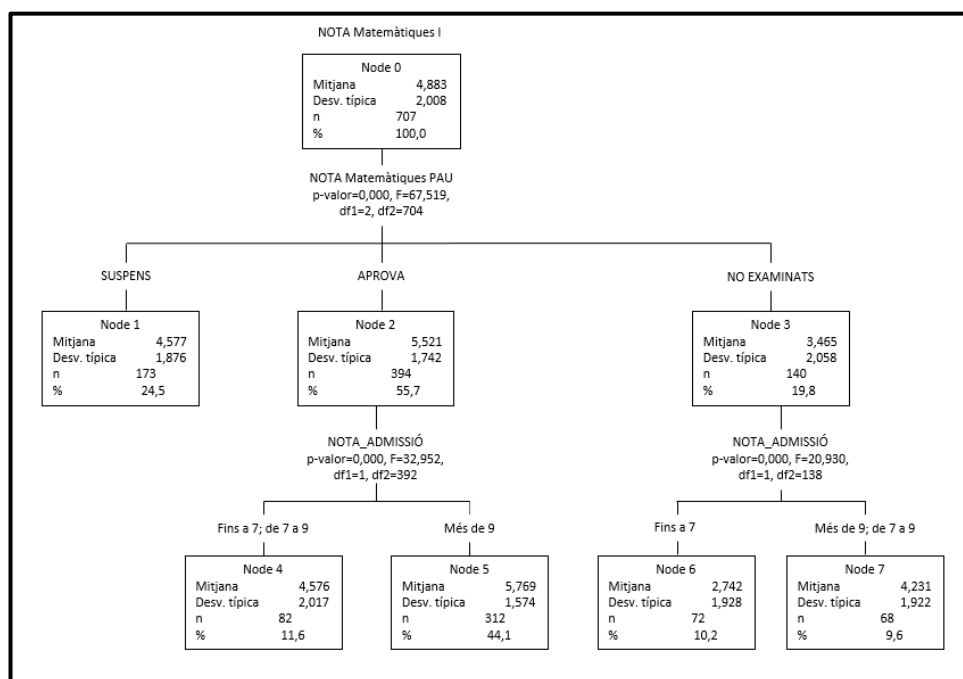 NOTA Matemàtiques I
Node 0
Mitjana 4,883
Desv. típica 2,008
n 707
% 100,0
NOTA Matemàtiques PAU
p-valor=0,000, F=67,519,
df1=2, df2=704
SUSPENS
APROVA
NO EXAMINATS
Node 1
Mitjana 4,577
Desv. típica 1,876
n 173
% 24,5
Node 2
Mitjana 5,521
Desv. típica 1,742
n 394
% 55,7
Node 3
Mitjana 3,465
Desv. típica 2,058
n 140
% 19,8
NOTA_ADMISSIÓ
p-valor=0,000, F=32,952,
df1=1, df2=392
NOTA_ADMISSIÓ
p-valor=0,000, F=20,930,
df1=1, df2=138
Fins a 7; de 7 a 9
Més de 9
Fins a 7
Més de 9; de 7 a 9
Node 4
Mitjana 4,576
Desv. típica 2,017
n 82
% 11,6
Node 5
Mitjana 5,769
Desv. típica 1,574
n 312
% 44,1
Node 6
Mitjana 2,742
Desv. típica 1,928
n 72
% 10,2
Node 7
Mitjana 4,231
Desv. típica 1,922
n 68
% 9,6